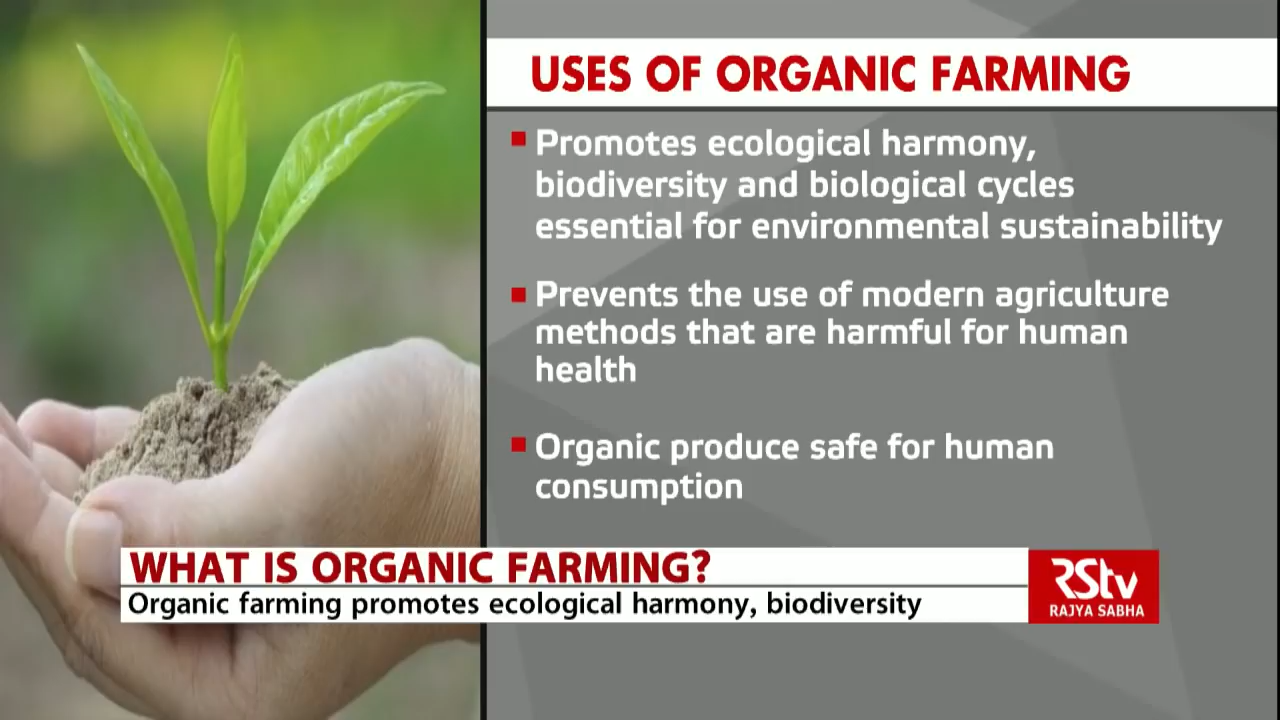 USES OF ORGANIC FARMING
Promotes ecological harmony,
biodiversity and biological cycles
essential for environmental sustainability
Prevents the use of modern agriculture
methods that are harmful for human
health
Organic produce safe for human
consumption
WHAT IS ORGANIC FARMING?
Organic farming promotes ecological harmony, biodiversity
RStv
RAJYA SABHA